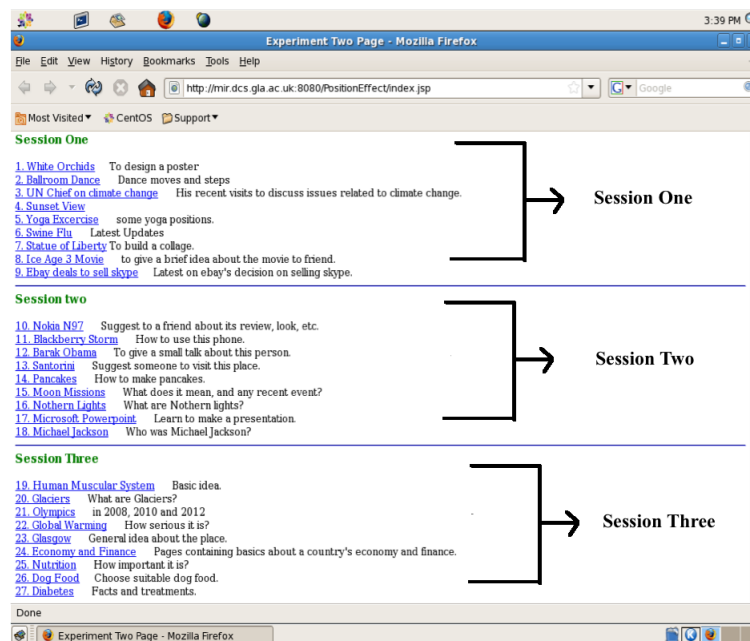 3:39 PM
Experiment Two Page - Mozilla Firefox
File Edit View History Bookmarks Tools Help
http://mir.dcs.gla.ac.uk:8080/PositionEffect/index.jsp
G Google
Most Visited CentOS Support
Session One
1. White Orchids To design a poster
2. Ballroom Dance Dance moves and steps
3. UN Chief on climate change His recent visits to discuss issues related to climate change.
4. Sunset View
5. Yoga Excercise some yoga positions.
6. Swine Flu Latest Updates
7. Statue of Liberty To build a collage.
8. Ice Age 3 Movie to give a brief idea about the movie to friend.
9. Ebay deals to sell skype Latest on ebay's decision on selling skype.
Session One
Session two
10. Nokia N97 Suggest to a friend about its review, look, etc.
11. Blackberry Storm How to use this phone.
12. Barak Obama To give a small talk about this person.
13. Santorini Suggest someone to visit this place.
14. Pancakes How to make pancakes.
15. Moon Missions What does it mean, and any recent event?
16. Nothern Lights What are Nothern lights?
17. Microsoft Powerpoint Learn to make a presentation.
18. Michael Jackson Who was Michael Jackson?
Session Two
Session Three
19. Human Muscular System Basic idea.
20. Glaciers What are Glaciers?
21. Olympics in 2008, 2010 and 2012
22. Global Warming How serious it is?
23. Glasgow General idea about the place.
24. Economy and Finance Pages containing basics about a country's economy and finance.
25. Nutrition How important it is?
26. Dog Food Choose suitable dog food.
27. Diabetes Facts and treatments.
Session Three
Done
Experiment Two Page - Mozilla Firefox